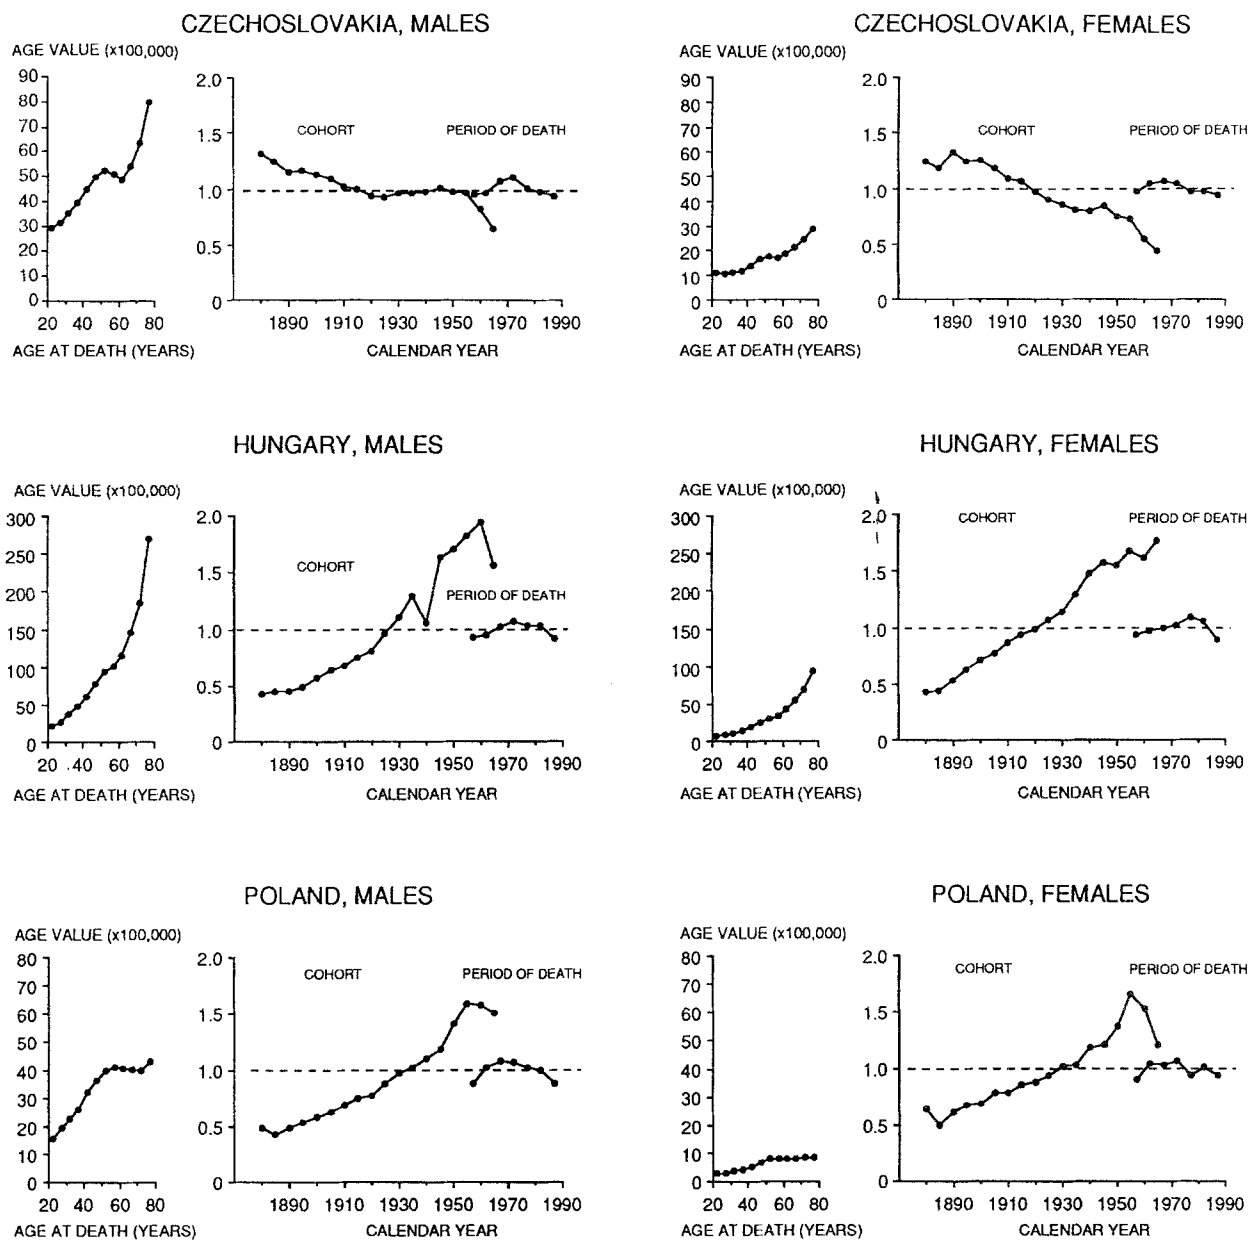 CZECHOSLOVAKIA, MALES
AGE VALUE (x100,000)
90
80
70
60
50
40
30
20
10
0
20 40 60 80
AGE AT DEATH (YEARS)
2.0
1.5
1.0
0.5
0
COHORT
PERIOD OF DEATH
1890 1910 1930 1950 1970 1990
CALENDAR YEAR
CZECHOSLOVAKIA, FEMALES
AGE VALUE (x100,000)
90
80
70
60
50
40
30
20
10
0
20 40 60 80
AGE AT DEATH (YEARS)
2.0
1.5
1.0
0.5
0
COHORT
PERIOD OF DEATH
1890 1910 1930 1950 1970 1990
CALENDAR YEAR
HUNGARY, MALES
AGE VALUE (x100,000)
300
250
200
150
100
50
0
20 40 60 80
AGE AT DEATH (YEARS)
2.0
1.5
1.0
0.5
0
COHORT
PERIOD OF DEATH
1890 1910 1930 1950 1970 1990
CALENDAR YEAR
HUNGARY, FEMALES
AGE VALUE (x100,000)
300
250
200
150
100
50
0
20 40 60 80
AGE AT DEATH (YEARS)
2.0
1.5
1.0
0.5
0
COHORT
PERIOD OF DEATH
1890 1910 1930 1950 1970 1990
CALENDAR YEAR
POLAND, MALES
AGE VALUE (x100,000)
80
70
60
50
40
30
20
10
0
20 40 60 80
AGE AT DEATH (YEARS)
2.0
1.5
1.0
0.5
0
COHORT
PERIOD OF DEATH
1890 1910 1930 1950 1970 1990
CALENDAR YEAR
POLAND, FEMALES
AGE VALUE (x100,000)
80
70
60
50
40
30
20
10
0
20 40 60 80
AGE AT DEATH (YEARS)
2.0
1.5
1.0
0.5
0
COHORT
PERIOD OF DEATH
1890 1910 1930 1950 1970 1990
CALENDAR YEAR